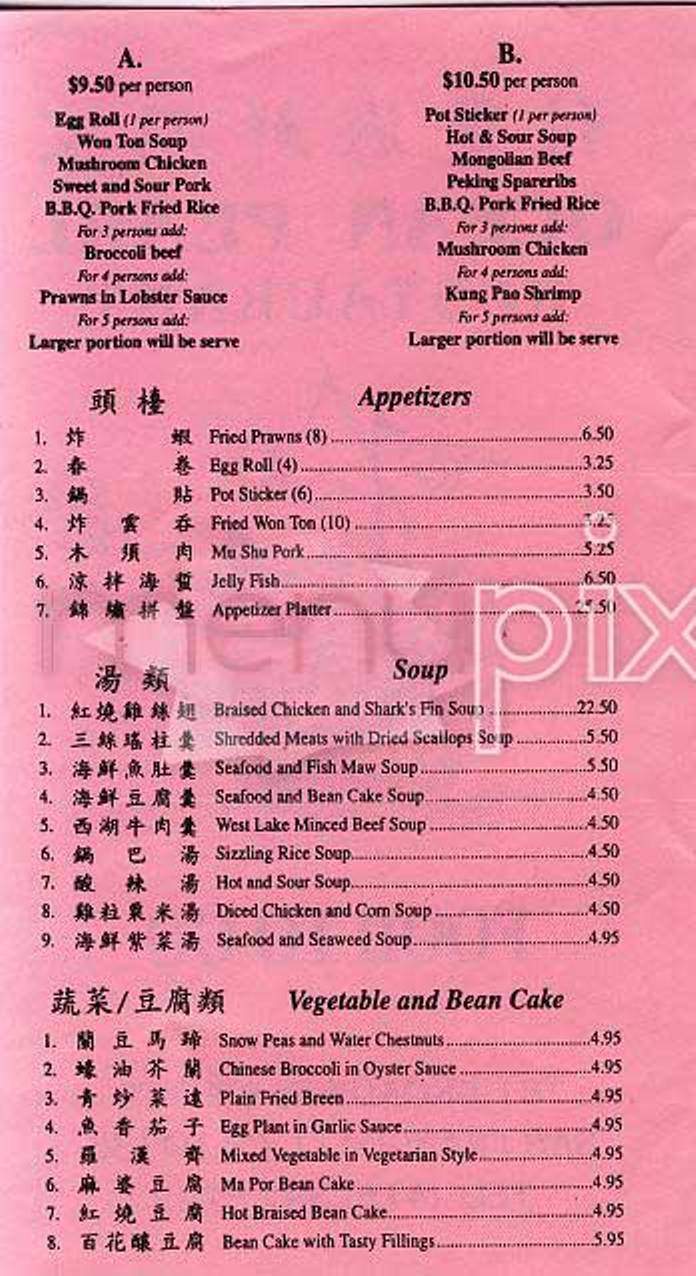 A.
$9.50 per person
Egg Roll (1 per person)
Won Ton Soup
Mushroom Chicken
Sweet and Sour Pork
B.B.Q. Pork Fried Rice
For 3 persons add:
Broccoli beef
For 4 persons add:
Prawns in Lobster Sauce
For 5 persons add:
Larger portion will be serve
B.
$10.50 per person
Pot Sticker (1 per person)
Hot & Sour Soup
Mongolian Beef
Peking Spareribs
B.B.Q. Pork Fried Rice
For 3 persons add:
Mushroom Chicken
For 4 persons add:
Kung Pao Shrimp
For 5 persons add:
Larger portion will be serve
頭檯 Appetizers
1. 炸蝦 Fried Prawns (8) 6.50
2. 春卷 Egg Roll (4) 3.25
3. 鍋貼 Pot Sticker (6) 3.50
4. 炸雲吞 Fried Won Ton (10) 3.25
5. 木須肉 Mu Shu Pork 5.25
6. 涼拌海蜇 Jelly Fish 6.50
7. 錦繡拼盤 Appetizer Platter 25.50
menupix
湯類 Soup
1. 紅燒雞絲翅 Braised Chicken and Shark's Fin Soup 22.50
2. 三絲瑤柱羹 Shredded Meats with Dried Scallops Soup 5.50
3. 海鮮魚肚羹 Seafood and Fish Maw Soup 5.50
4. 海鮮豆腐羹 Seafood and Bean Cake Soup 4.50
5. 西湖牛肉羹 West Lake Minced Beef Soup 4.50
6. 鍋巴湯 Sizzling Rice Soup 4.50
7. 酸辣湯 Hot and Sour Soup 4.50
8. 雞粒粟米湯 Diced Chicken and Corn Soup 4.50
9. 海鮮紫菜湯 Seafood and Seaweed Soup 4.95
蔬菜/豆腐類 Vegetable and Bean Cake
1. 蘭豆馬蹄 Snow Peas and Water Chestnuts 4.95
2. 蠔油芥蘭 Chinese Broccoli in Oyster Sauce 4.95
3. 青炒菜遠 Plain Fried Breen 4.95
4. 魚香茄子 Egg Plant in Garlic Sauce 4.95
5. 羅漢齊 Mixed Vegetable in Vegetarian Style 4.95
6. 麻婆豆腐 Ma Por Bean Cake 4.95
7. 紅燒豆腐 Hot Braised Bean Cake 4.95
8. 百花釀豆腐 Bean Cake with Tasty Fillings 5.95